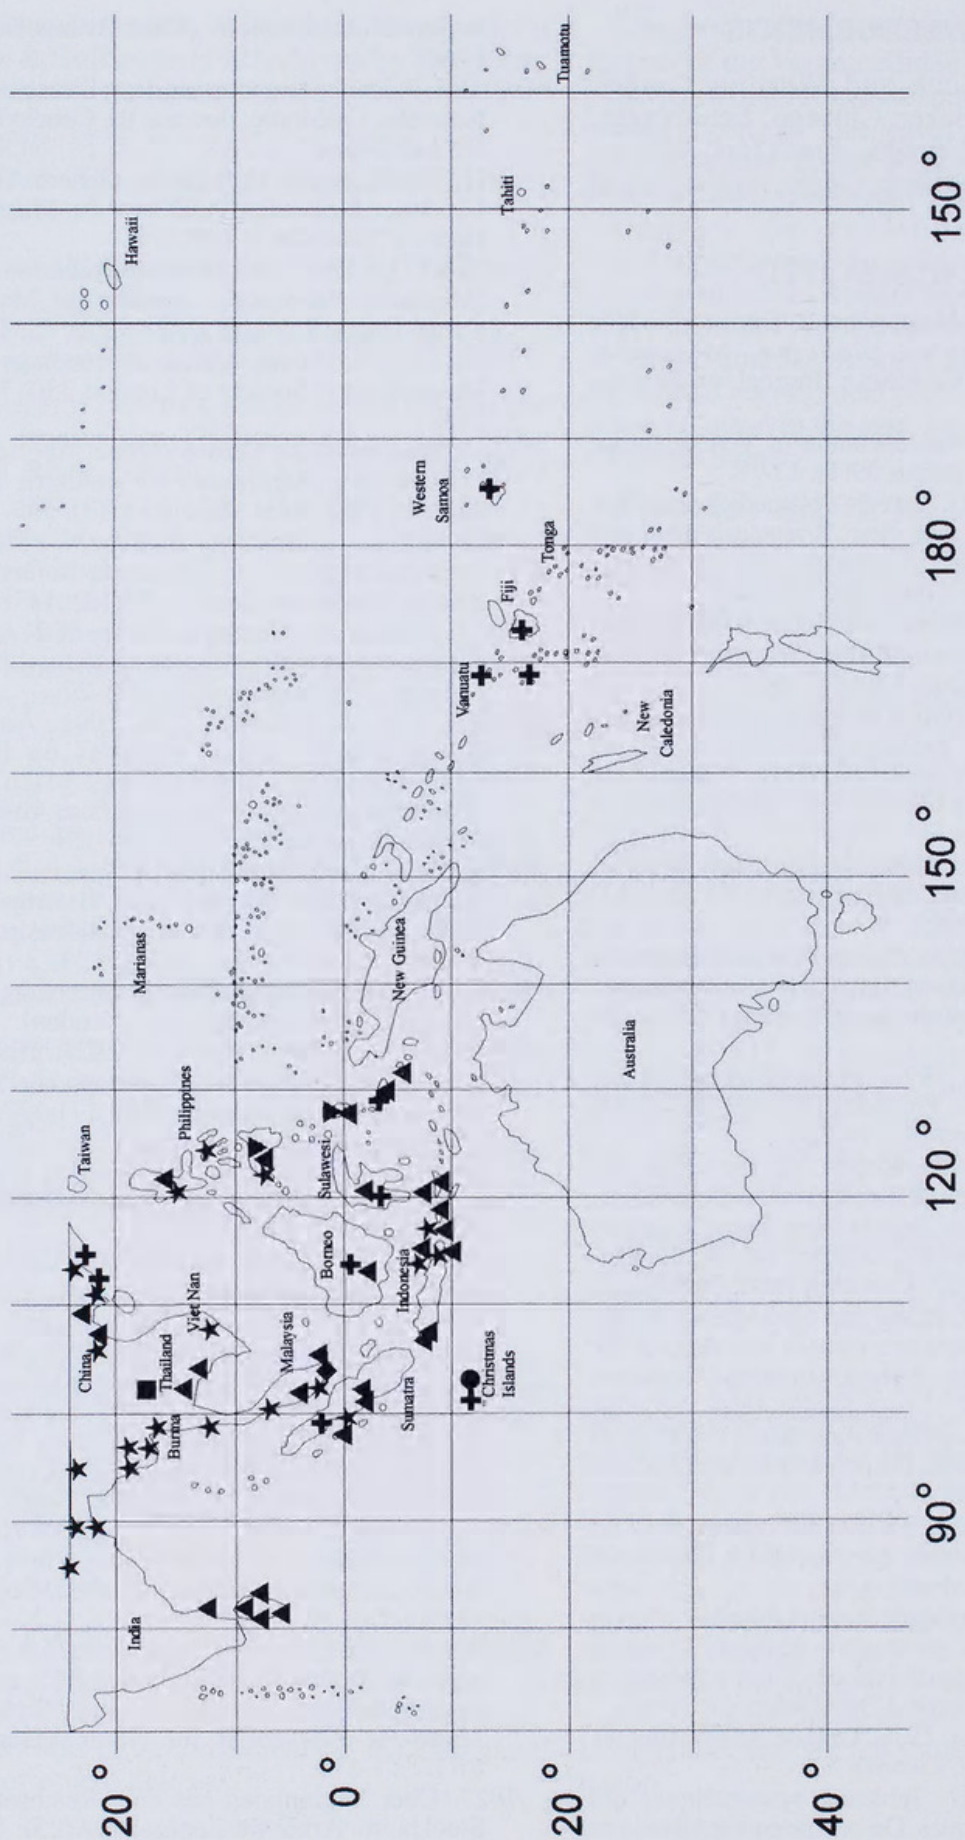 Hawaii
Tahiti
Tuamotu
Western
Samoa
Tonga
Fiji
Vanuatu
New
Caledonia
Marianas
New Guinea
Australia
Taiwan
Philippines
Sulawesi
Borneo
Indonesia
China
Viet Nan
Thailand
Malaysia
Burma
Sumatra
"Christmas
Islands
India
20°
0°
20°
40°
90°
120°
150°
180°
150°